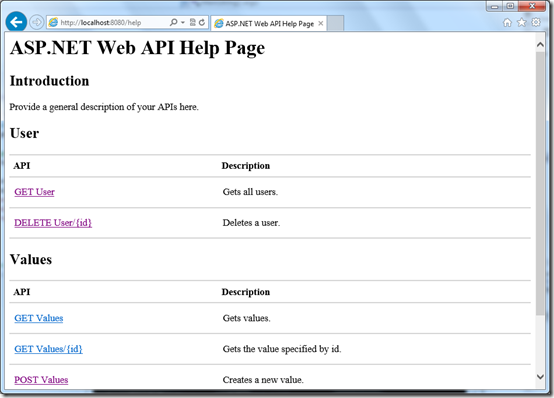 http://localhost:8080/help
ASP.NET Web API Help Page
ASP.NET Web API Help Page
Introduction
Provide a general description of your APIs here.
User
API Description
GET User Gets all users.
DELETE User/{id} Deletes a user.
Values
API Description
GET Values Gets values.
GET Values/{id} Gets the value specified by id.
POST Values Creates a new value.